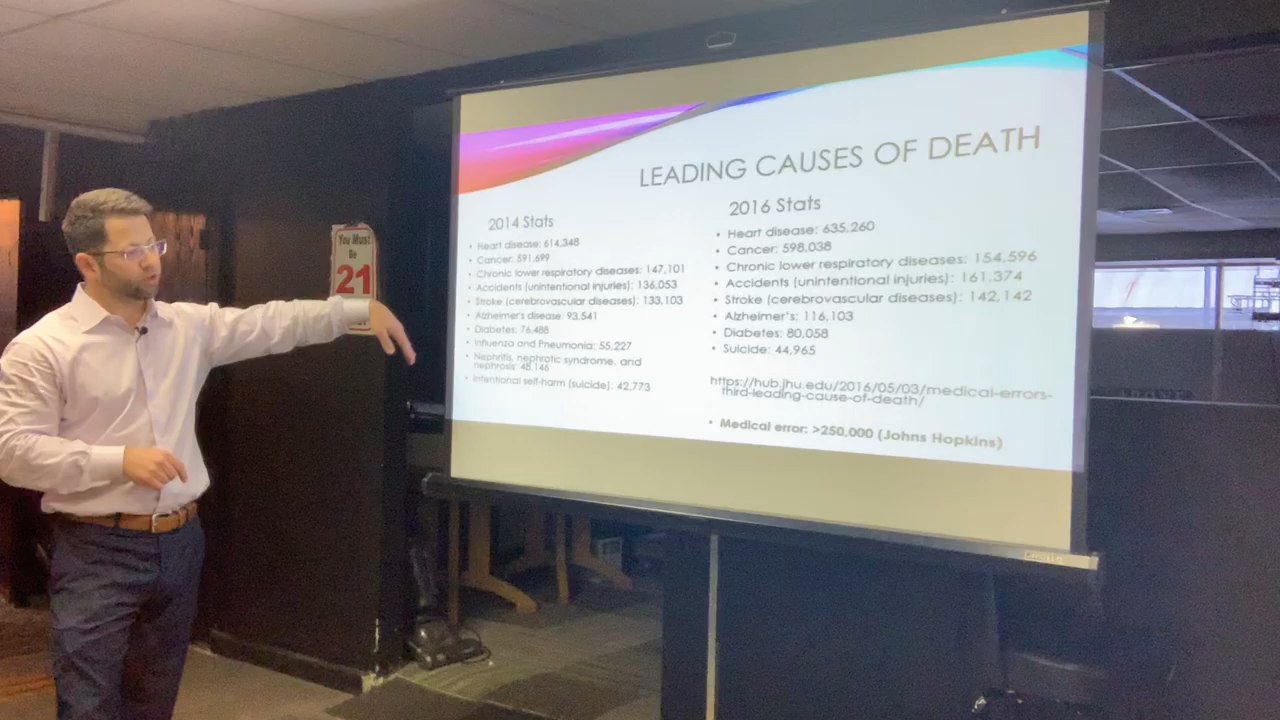 You Must
Be
21
LEADING CAUSES OF DEATH
2014 Stats
• Heart disease: 614,348
• Cancer: 591,699
• Chronic lower respiratory diseases: 147,101
• Accidents (unintentional injuries): 136,053
• Stroke (cerebrovascular diseases): 133,103
• Alzheimer's disease: 93,541
• Diabetes: 76,488
• Influenza and Pneumonia: 55,227
• Nephritis, nephrotic syndrome, and
nephrosis: 48,146
• Intentional self-harm (suicide): 42,773
2016 Stats
• Heart disease: 635,260
• Cancer: 598,038
• Chronic lower respiratory diseases: 154,596
• Accidents (unintentional injuries): 161,374
• Stroke (cerebrovascular diseases): 142,142
• Alzheimer's: 116,103
• Diabetes: 80,058
• Suicide: 44,965
https://hub.jhu.edu/2016/05/03/medical-errors-
third-leading-cause-of-death/
• Medical error: >250,000 (Johns Hopkins)